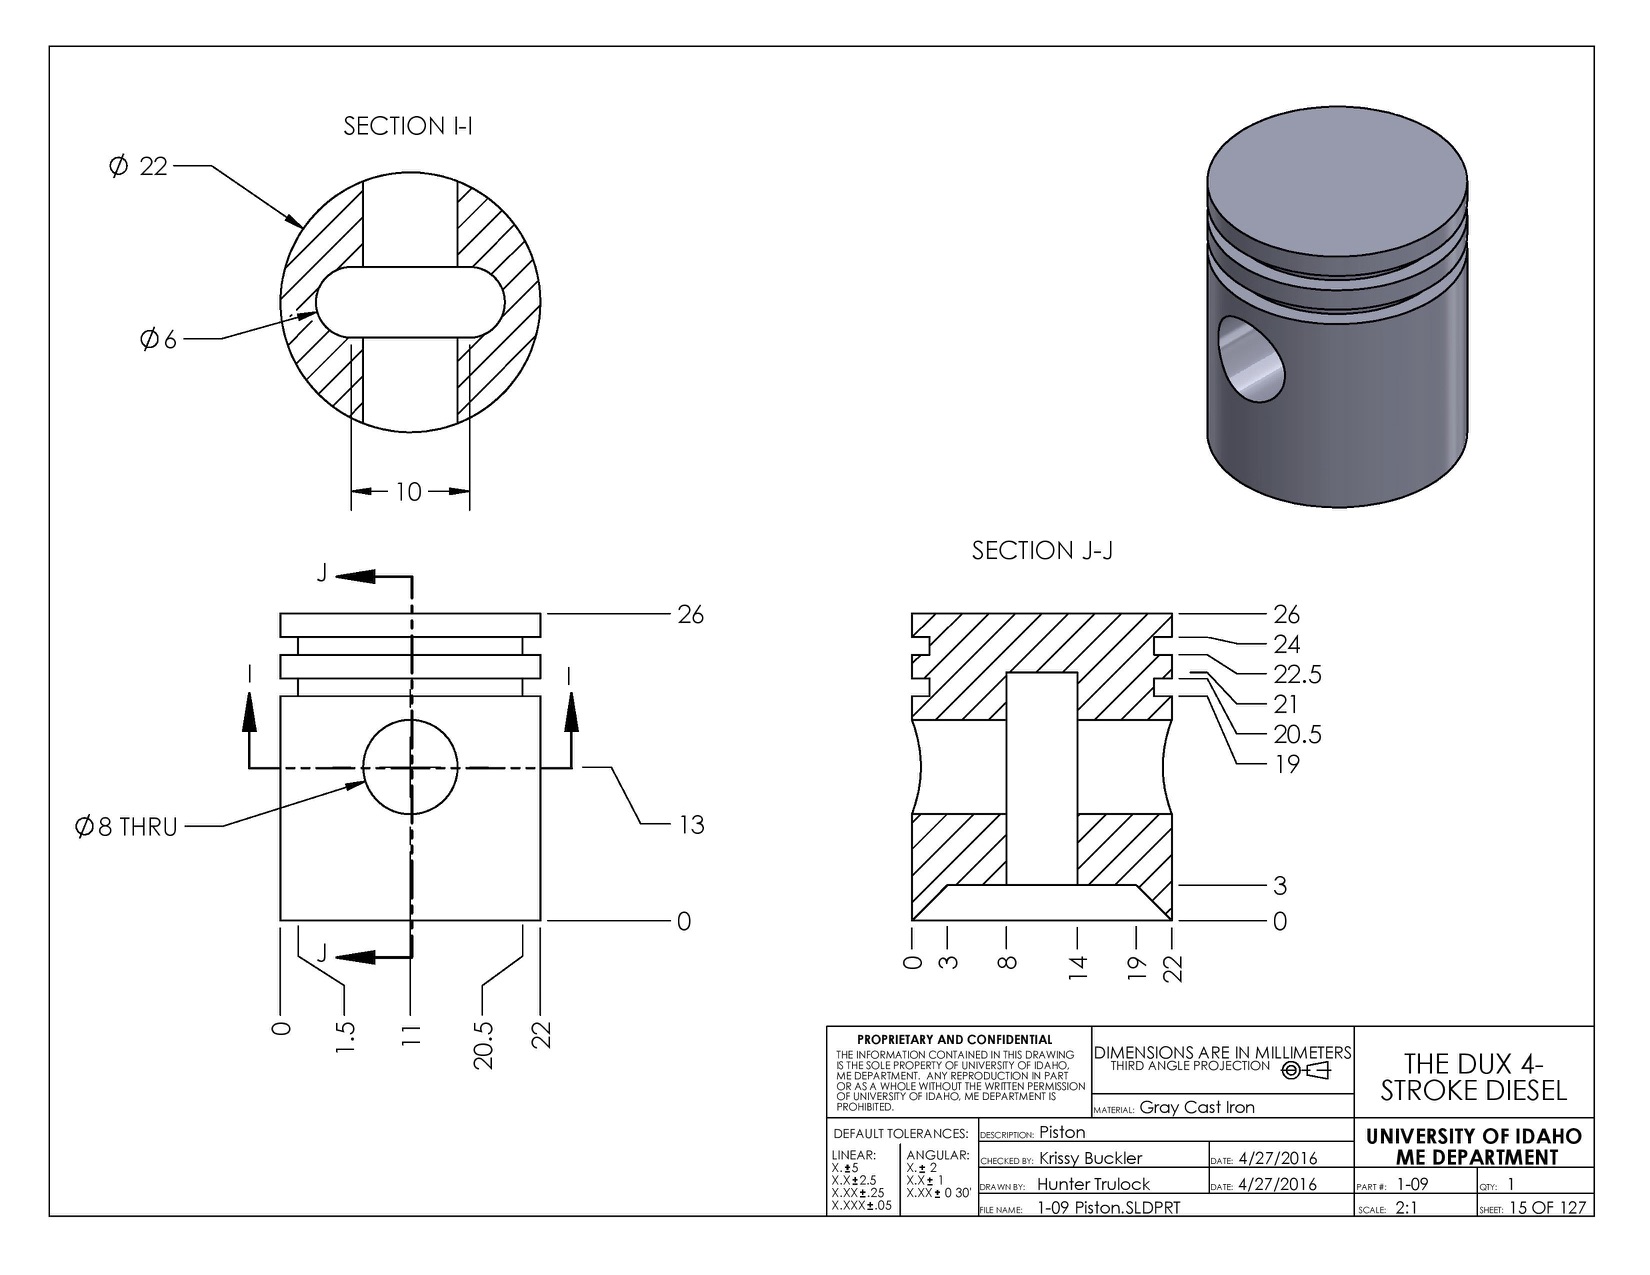 SECTION I-I
Ø 22
Ø6
10
SECTION J-J
J
26
I
I
Ø8 THRU
13
0
J
0
1.5
11
20.5
22
26
24
22.5
21
20.5
19
3
0
0
3
8
14
19
22
PROPRIETARY AND CONFIDENTIAL
THE INFORMATION CONTAINED IN THIS DRAWING
IS THE SOLE PROPERTY OF UNIVERSITY OF IDAHO,
ME DEPARTMENT. ANY REPRODUCTION IN PART
OR AS A WHOLE WITHOUT THE WRITTEN PERMISSION
OF UNIVERSITY OF IDAHO, ME DEPARTMENT IS
PROHIBITED.
DIMENSIONS ARE IN MILLIMETERS
THIRD ANGLE PROJECTION
MATERIAL: Gray Cast Iron
THE DUX 4-
STROKE DIESEL
DEFAULT TOLERANCES:
LINEAR:
X.±5
X.X±2.5
X.XX±.25
X.XXX±.05
ANGULAR:
X.± 2
X.X± 1
X.XX± 0 30'
DESCRIPTION: Piston
CHECKED BY: Krissy Buckler
DATE: 4/27/2016
DRAWN BY: Hunter Trulock
DATE: 4/27/2016
FILE NAME: 1-09 Piston.SLDPRT
UNIVERSITY OF IDAHO
ME DEPARTMENT
PART #: 1-09
QTY: 1
SCALE: 2:1
SHEET: 15 OF 127